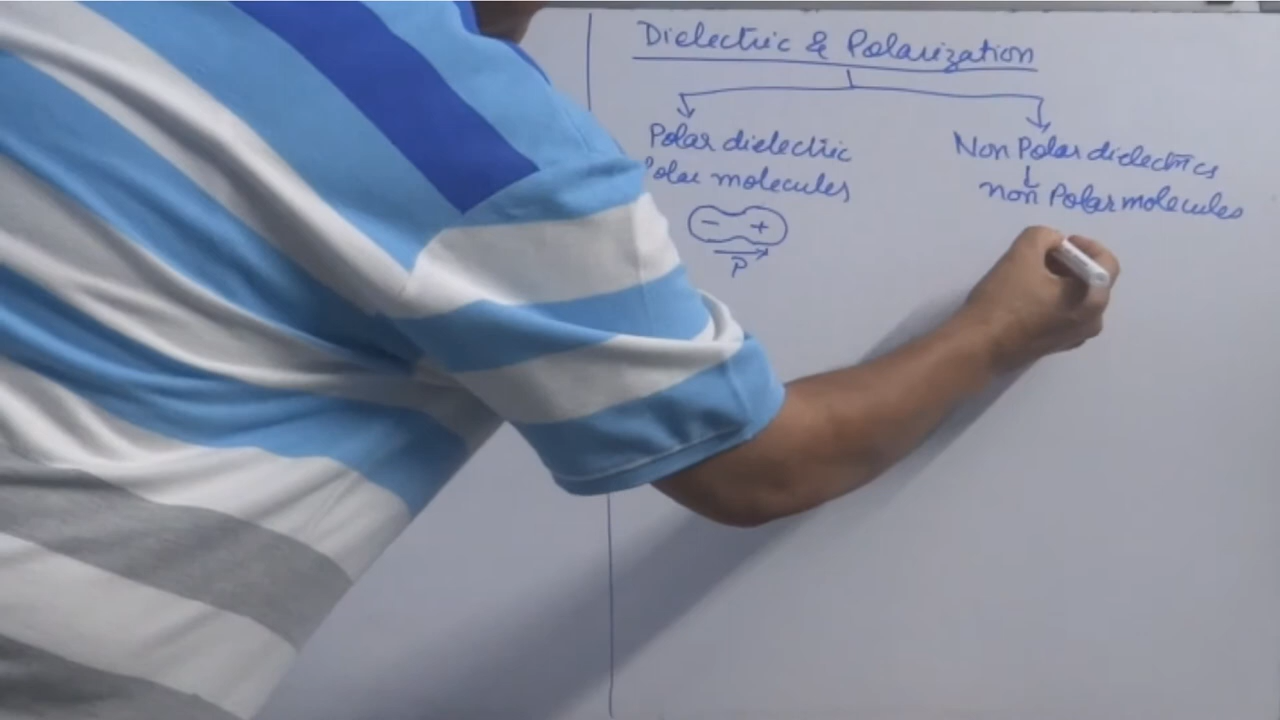 Dielectric & Polarization
Polar dielectric
Polar molecules
- +
P
Non Polar dielectrics
non Polar molecules